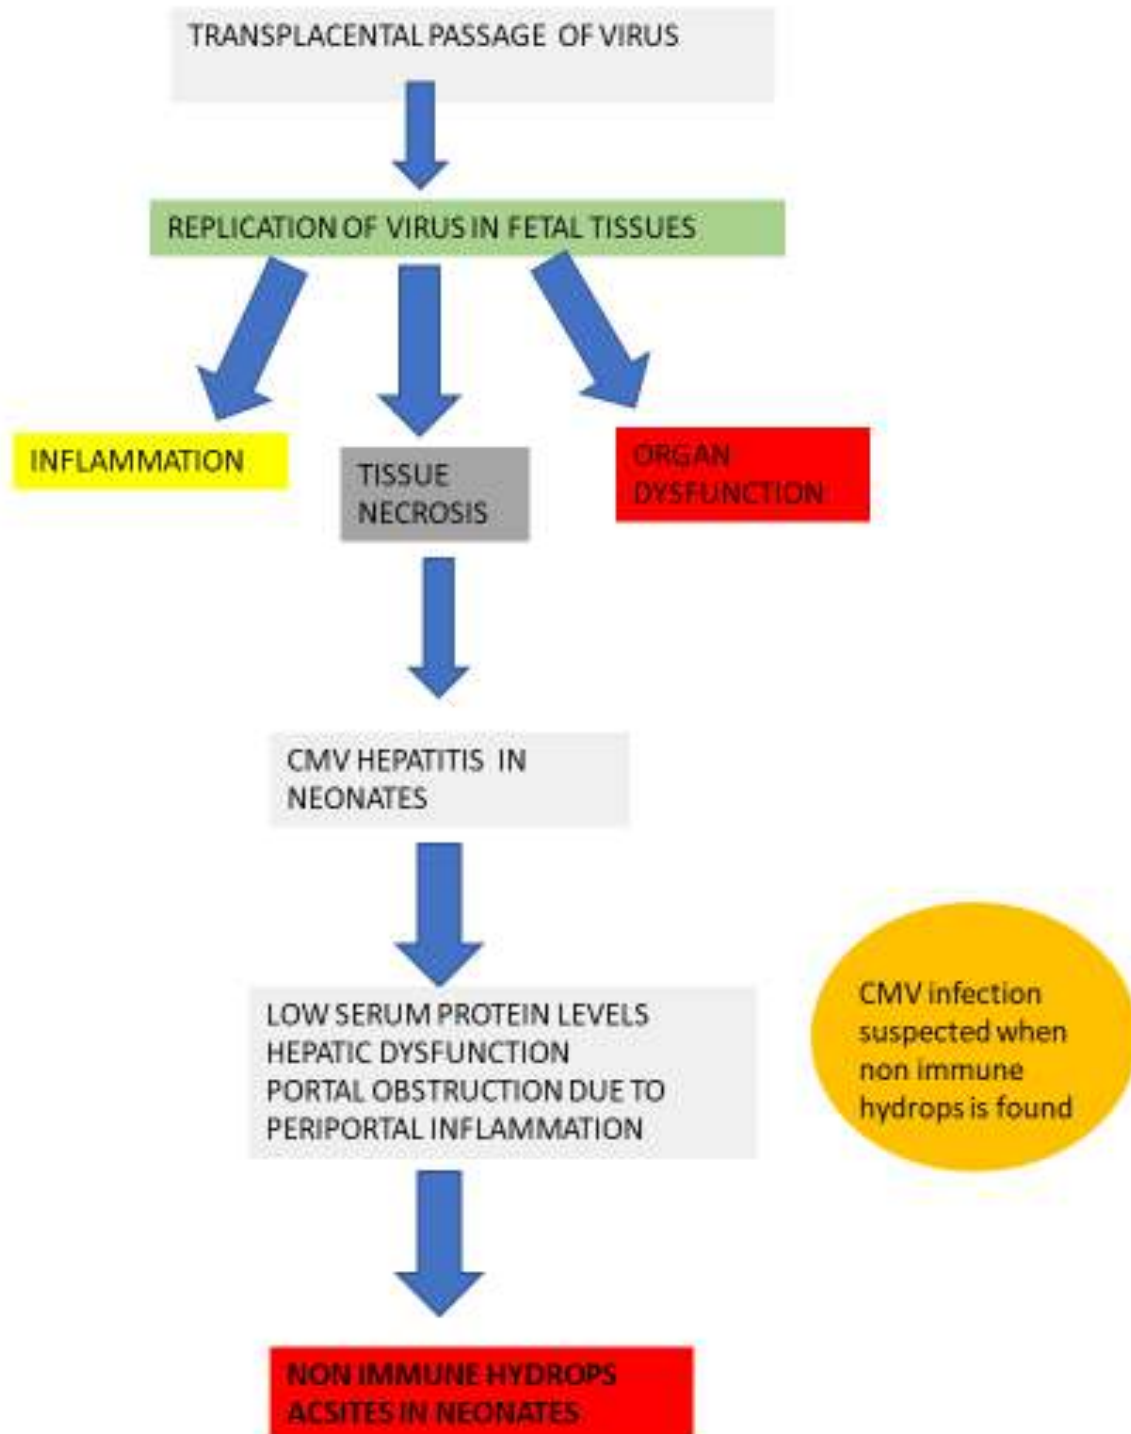 TRANSPLACENTAL PASSAGE OF VIRUS
REPLICATION OF VIRUS IN FETAL TISSUES
INFLAMMATION
TISSUE
NECROSIS
ORGAN
DYSFUNCTION
CMV HEPATITIS IN
NEONATES
LOW SERUM PROTEIN LEVELS
HEPATIC DYSFUNCTION
PORTAL OBSTRUCTION DUE TO
PERIPORTAL INFLAMMATION
CMV infection
suspected when
non immune
hydrops is found
NON IMMUNE HYDROPS
ACSITES IN NEONATES